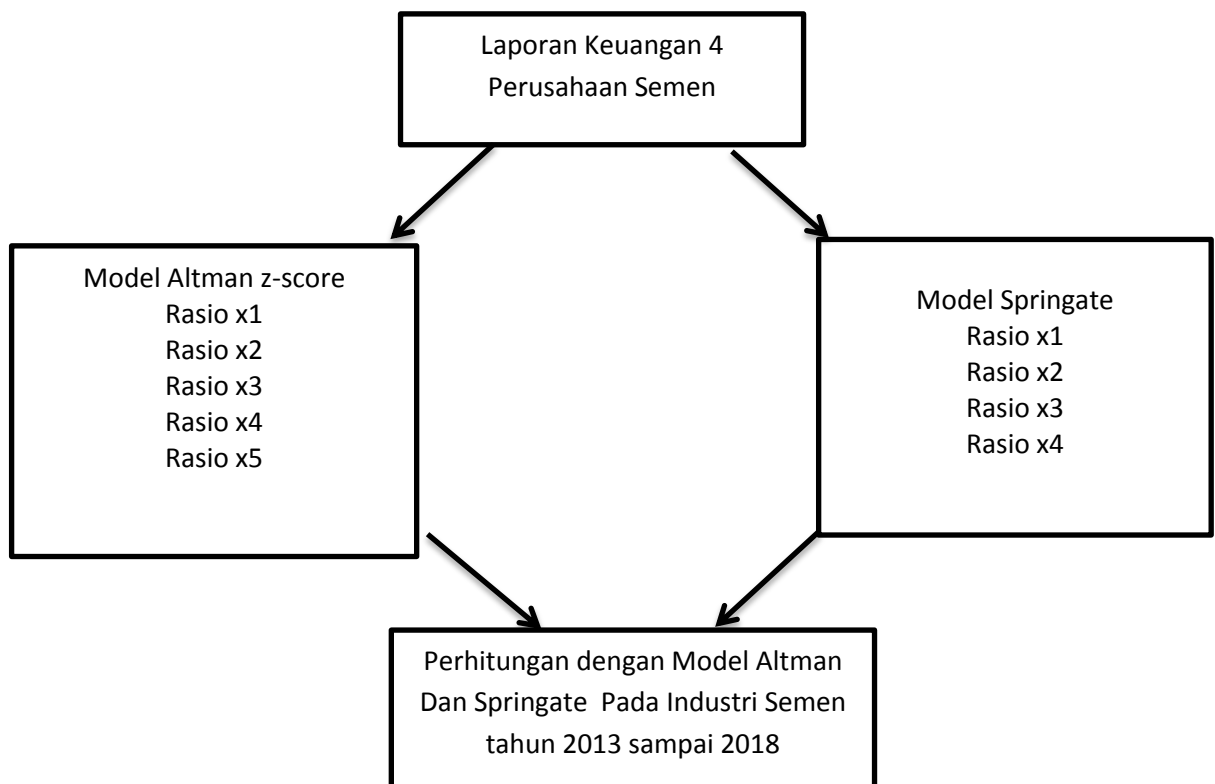 Laporan Keuangan 4
Perusahaan Semen
Model Altman z-score
Rasio x1
Rasio x2
Rasio x3
Rasio x4
Rasio x5
Model Springate
Rasio x1
Rasio x2
Rasio x3
Rasio x4
Perhitungan dengan Model Altman
Dan Springate Pada Industri Semen
tahun 2013 sampai 2018